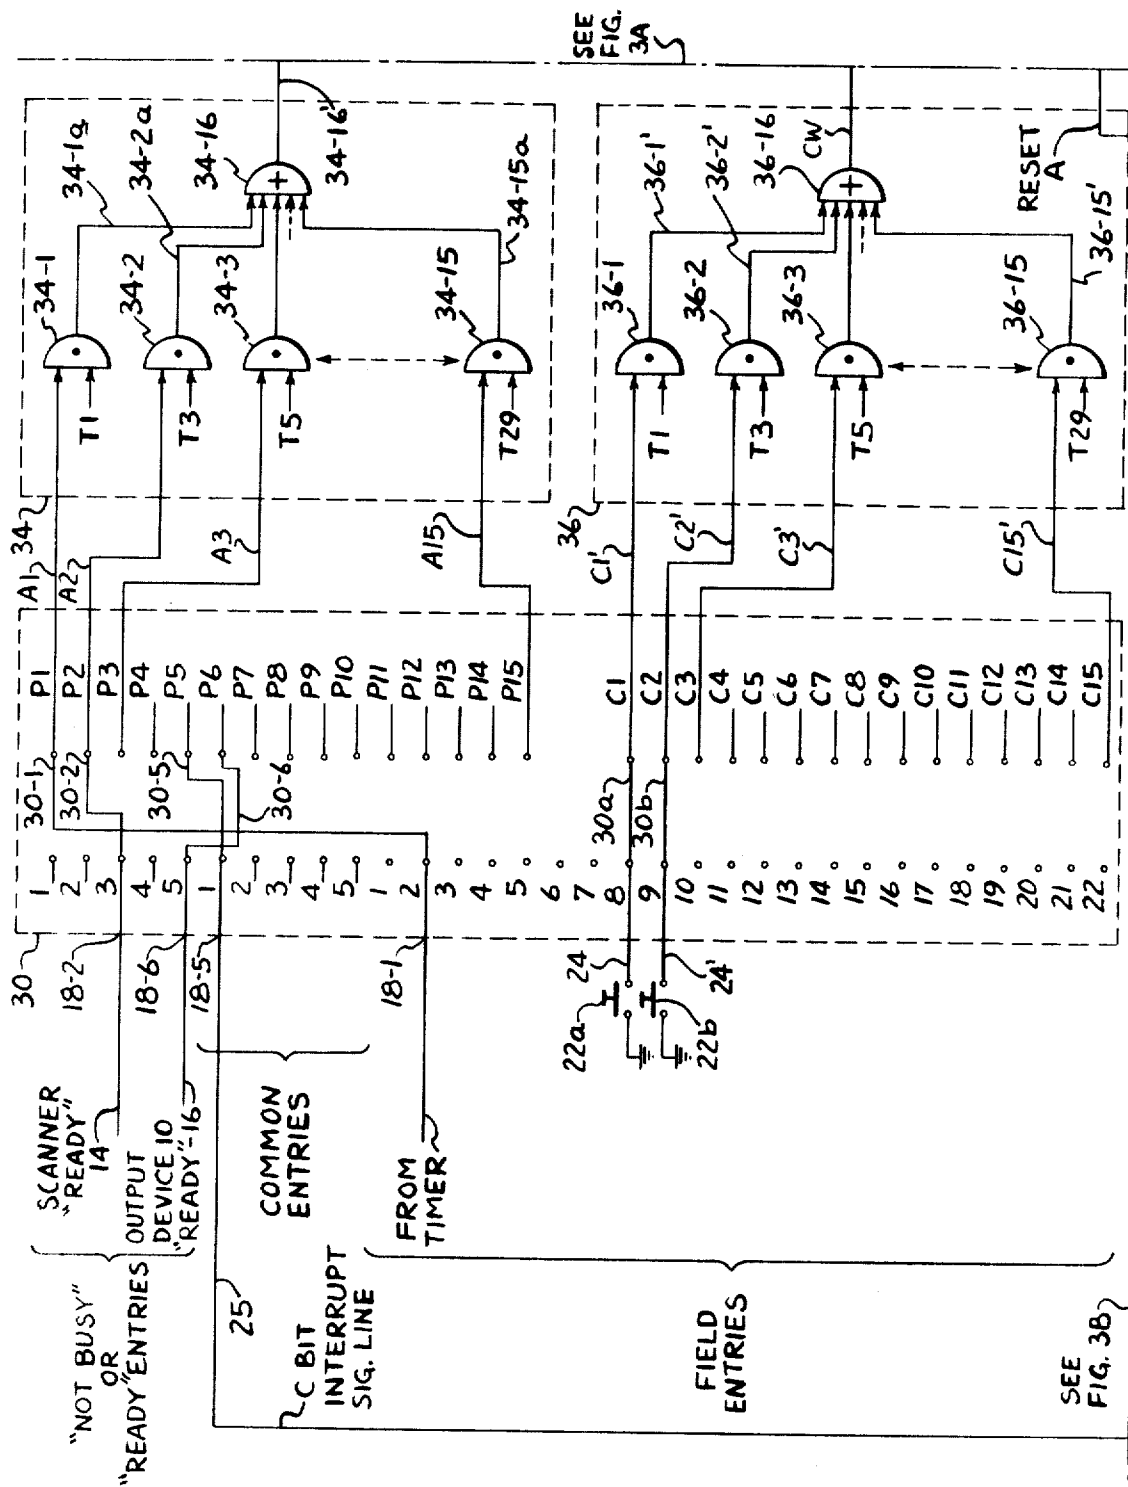 SEE
FIG.
3A
34
34-1
34-1a
34-2
34-2a
34-3
34-16
34-16'
34-15
34-15a
T1
T3
T5
T29
A1
A2
A3
A15
36
36-1
36-1'
36-2
36-2'
36-3
36-16
CW
36-15
36-15'
RESET
A
T1
T3
T5
T29
C1'
C2'
C3'
C15'
30
30-1
30-2
30-5
30-6
30a
30b
P1
P2
P3
P4
P5
P6
P7
P8
P9
P10
P11
P12
P13
P14
P15
C1
C2
C3
C4
C5
C6
C7
C8
C9
C10
C11
C12
C13
C14
C15
1
2
3
4
5
1
2
3
4
5
1
2
3
4
5
6
7
8
9
10
11
12
13
14
15
16
17
18
19
20
21
22
18-2
18-6
18-5
18-1
24
24'
22a
22b
SCANNER
"READY"
14
OUTPUT
DEVICE 10
"READY"-16
COMMON
ENTRIES
FROM
TIMER
"NOT BUSY"
OR
"READY" ENTRIES
25
C BIT
INTERRUPT
SIG. LINE
FIELD
ENTRIES
SEE
FIG. 3B